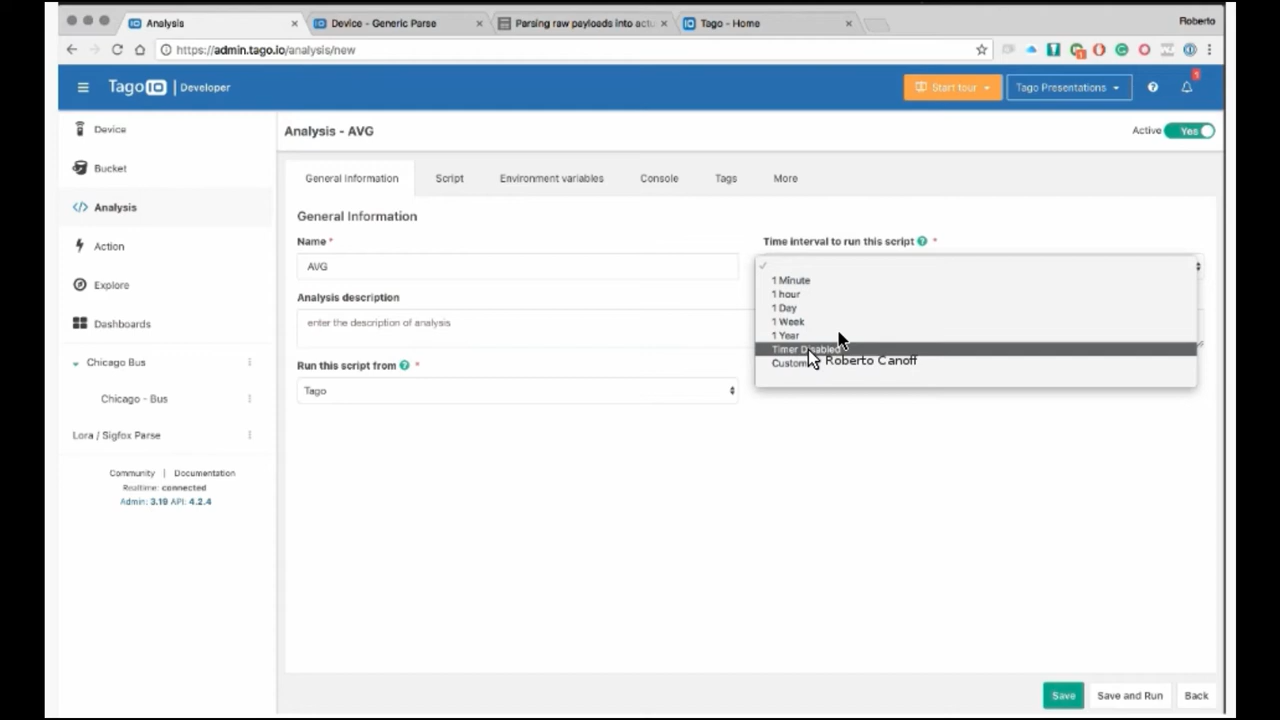 Analysis
Device - Generic Parse
Parsing raw payloads into actu
Tago - Home
Roberto
https://admin.tago.io/analysis/new
Tago IO | Developer
Start tour
Tago Presentations
?
1
Device
Bucket
Analysis
Action
Explore
Dashboards
Chicago Bus
Chicago - Bus
Lora / Sigfox Parse
Community | Documentation
Realtime: connected
Admin: 3.19 API: 4.2.4
Analysis - AVG
Active Yes
General Information
Script
Environment variables
Console
Tags
More
General Information
Name *
AVG
Analysis description
enter the description of analysis
Run this script from ? *
Tago
Time interval to run this script ? *
1 Minute
1 hour
1 Day
1 Week
1 Year
Timer Disabled
Custom
Roberto Canoff
Save
Save and Run
Back